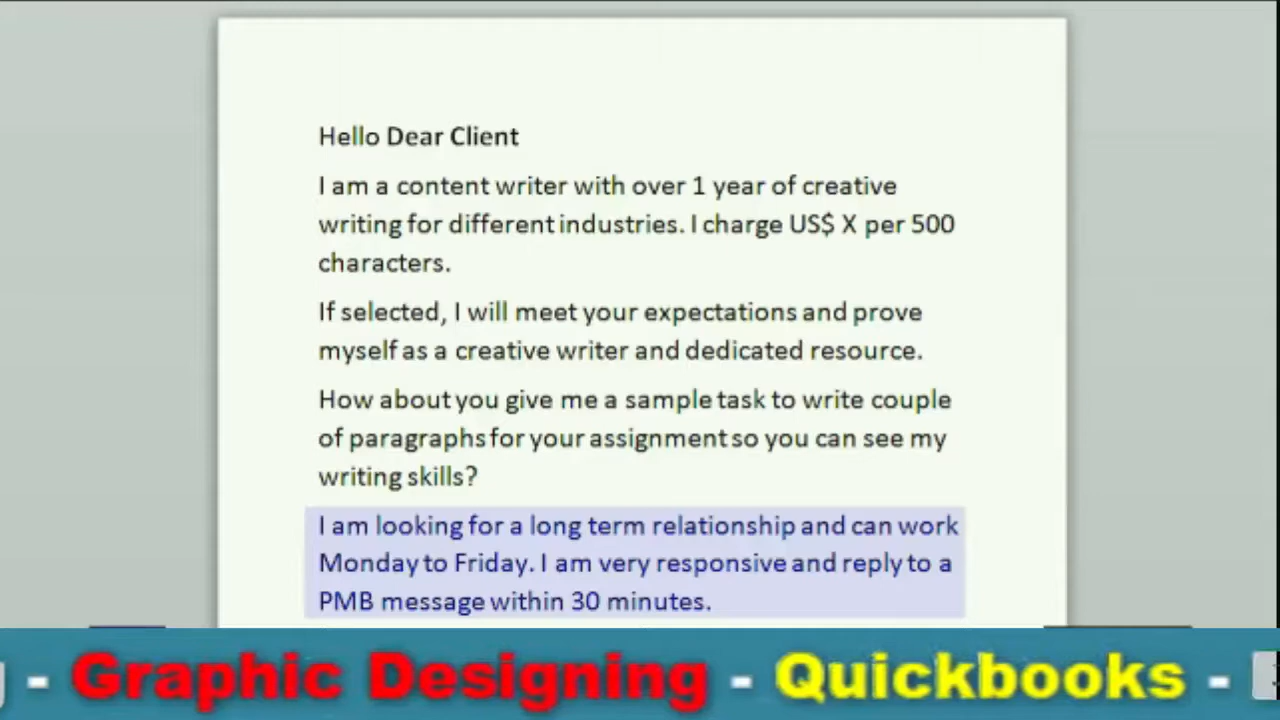 Hello Dear Client
I am a content writer with over 1 year of creative
writing for different industries. I charge US$ X per 500
characters.
If selected, I will meet your expectations and prove
myself as a creative writer and dedicated resource.
How about you give me a sample task to write couple
of paragraphs for your assignment so you can see my
writing skills?
I am looking for a long term relationship and can work
Monday to Friday. I am very responsive and reply to a
PMB message within 30 minutes.
- Graphic Designing - Quickbooks -